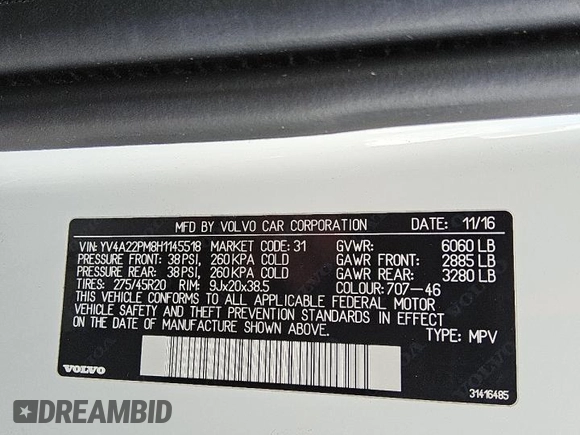 MFD BY VOLVO CAR CORPORATION DATE: 11/16
VIN: YV4A22PM8H1145518 MARKET CODE: 31 GVWR: 6060 LB
PRESSURE FRONT: 38 PSI, 260 KPA COLD GAWR FRONT: 2885 LB
PRESSURE REAR: 38 PSI, 260 KPA COLD GAWR REAR: 3280 LB
TIRES: 275/45R20 RIM: 9Jx20x38.5 COLOUR: 707-46
THIS VEHICLE CONFORMS TO ALL APPLICABLE FEDERAL MOTOR
VEHICLE SAFETY AND THEFT PREVENTION STANDARDS IN EFFECT
ON THE DATE OF MANUFACTURE SHOWN ABOVE.
TYPE: MPV
VOLVO
31416485
DREAMBID